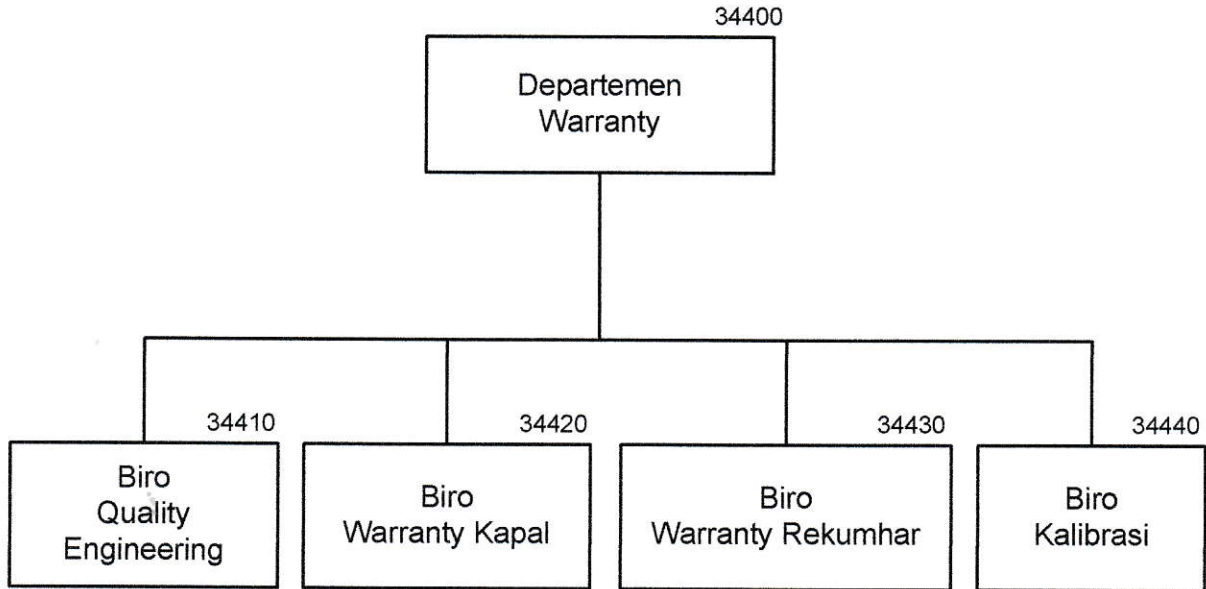 34400
Departemen
Warranty
34410
Biro
Quality
Engineering
34420
Biro
Warranty Kapal
34430
Biro
Warranty Rekumhar
34440
Biro
Kalibrasi